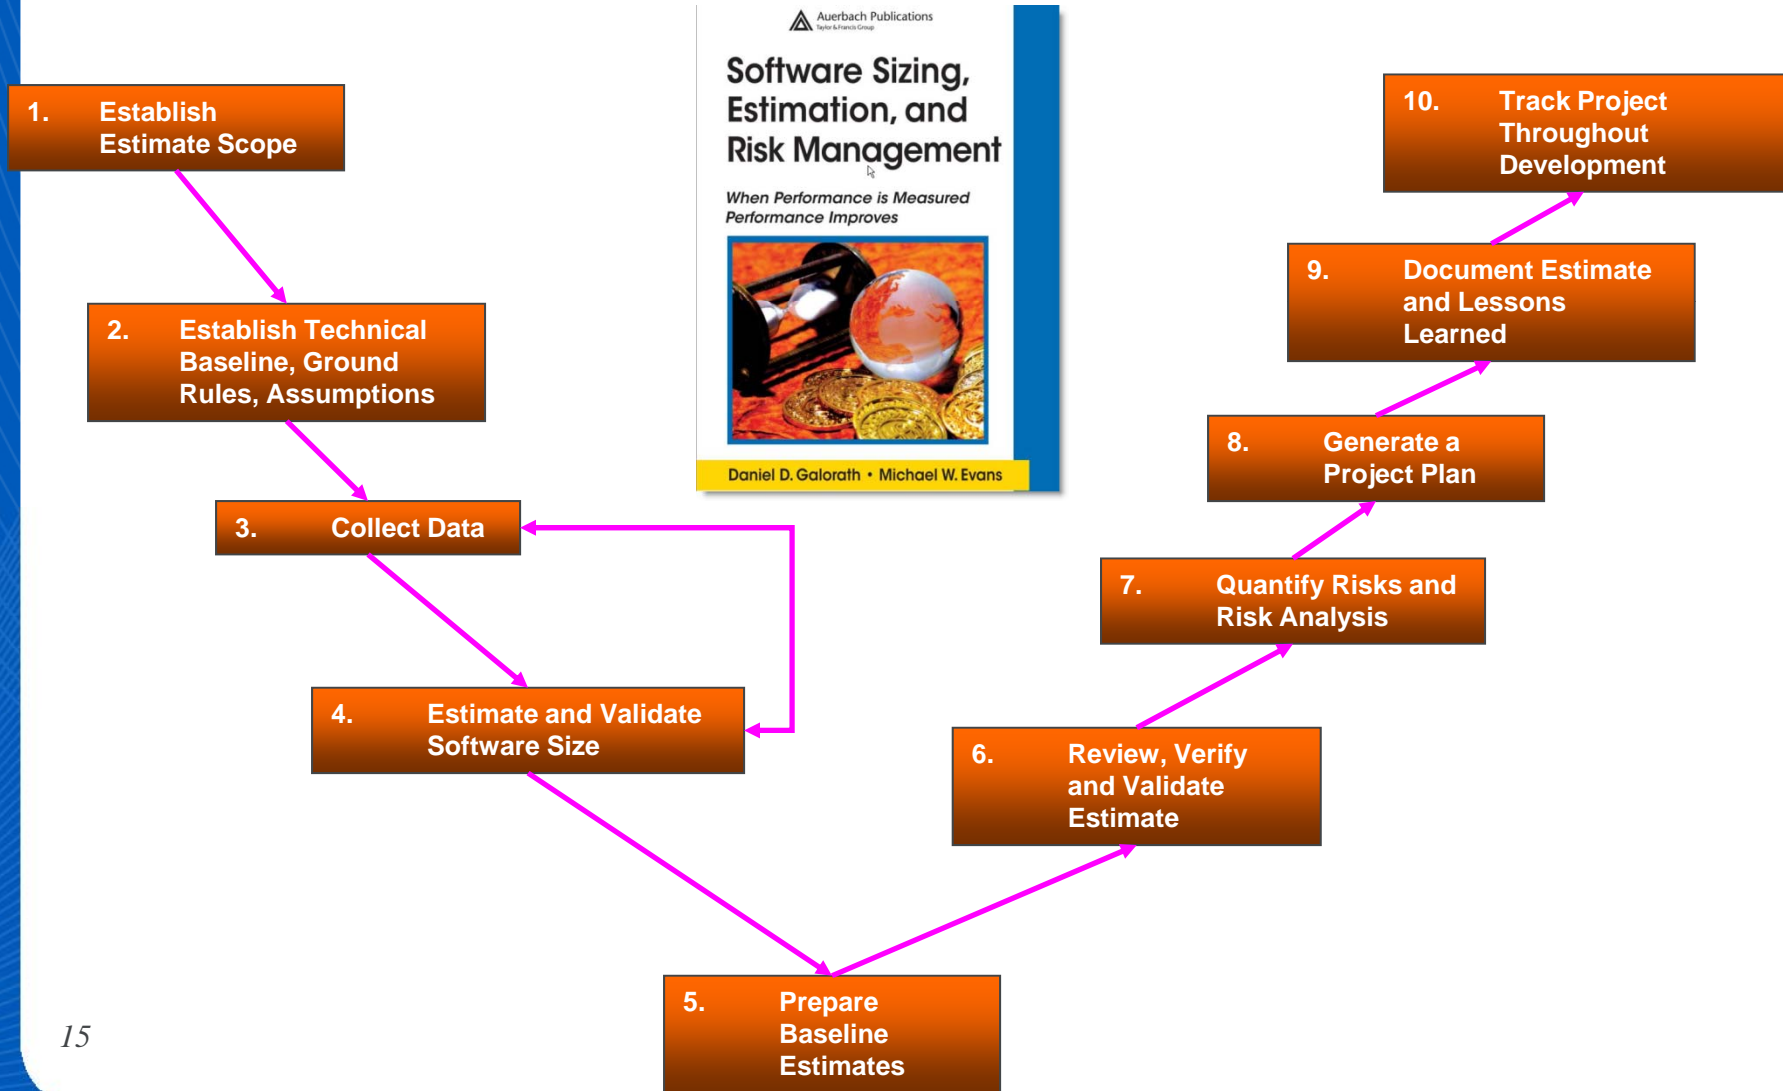 Auerbach Publications
Taylor & Francis Group
Software Sizing,
Estimation, and
Risk Management
When Performance is Measured
Performance Improves
Daniel D. Galorath • Michael W. Evans
1. Establish
Estimate Scope
2. Establish Technical
Baseline, Ground
Rules, Assumptions
3. Collect Data
4. Estimate and Validate
Software Size
5. Prepare
Baseline
Estimates
6. Review, Verify
and Validate
Estimate
7. Quantify Risks and
Risk Analysis
8. Generate a
Project Plan
9. Document Estimate
and Lessons
Learned
10. Track Project
Throughout
Development
15